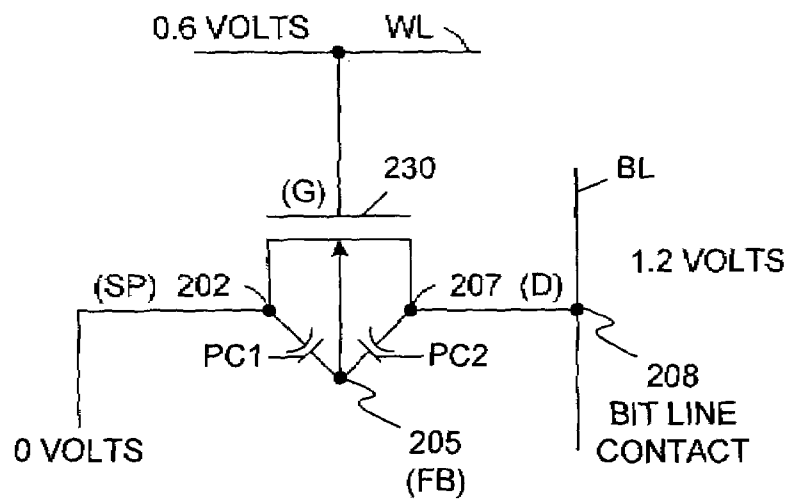 0.6 VOLTS
WL
(G)
230
BL
1.2 VOLTS
(SP) 202
207 (D)
PC1
PC2
208
BIT LINE
CONTACT
0 VOLTS
205
(FB)